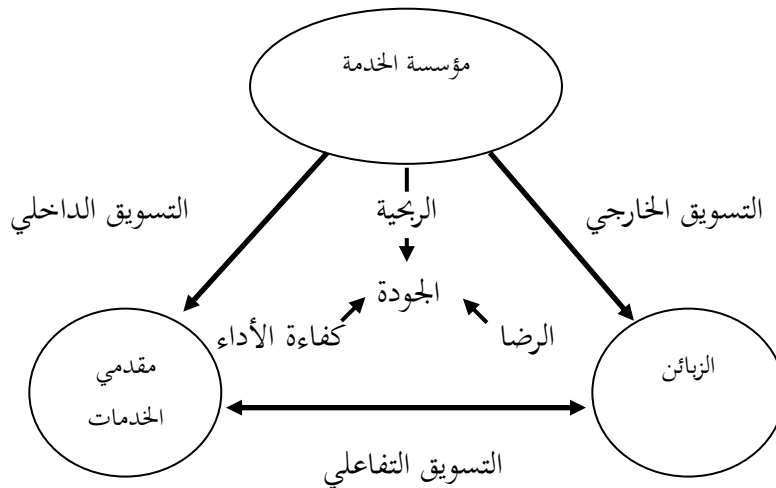 مؤسسة الخدمة
التسويق الخارجي
الربحية
التسويق الداخلي
الجودة
الرضا
كفاءة الأداء
الزبائن
مقدمي
الخدمات
التسويق التفاعلي